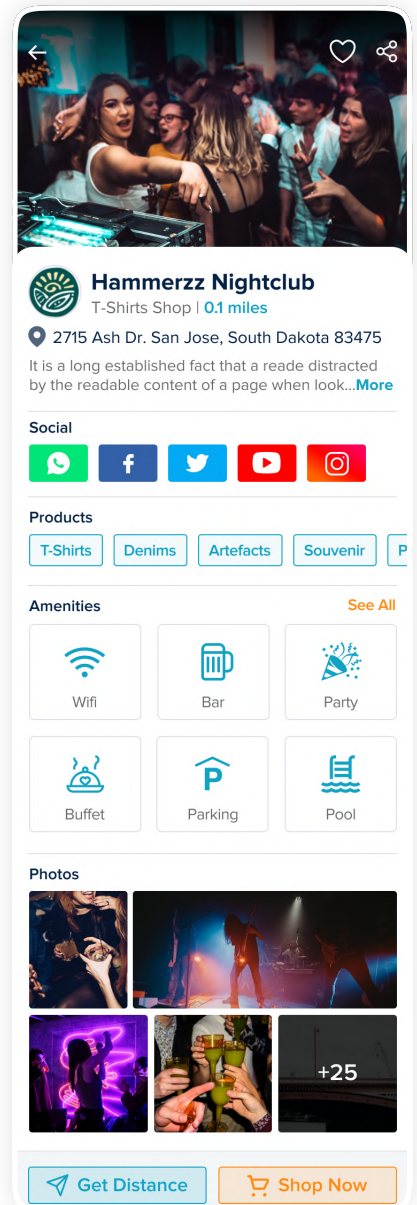 Hammerzz Nightclub
T-Shirts Shop | 0.1 miles
2715 Ash Dr. San Jose, South Dakota 83475
It is a long established fact that a reade distracted
by the readable content of a page when look...More
Social
Products
T-Shirts Denims Artefacts Souvenir P
Amenities See All
Wifi Bar Party
P
Buffet Parking Pool
Photos
+25
Get Distance Shop Now